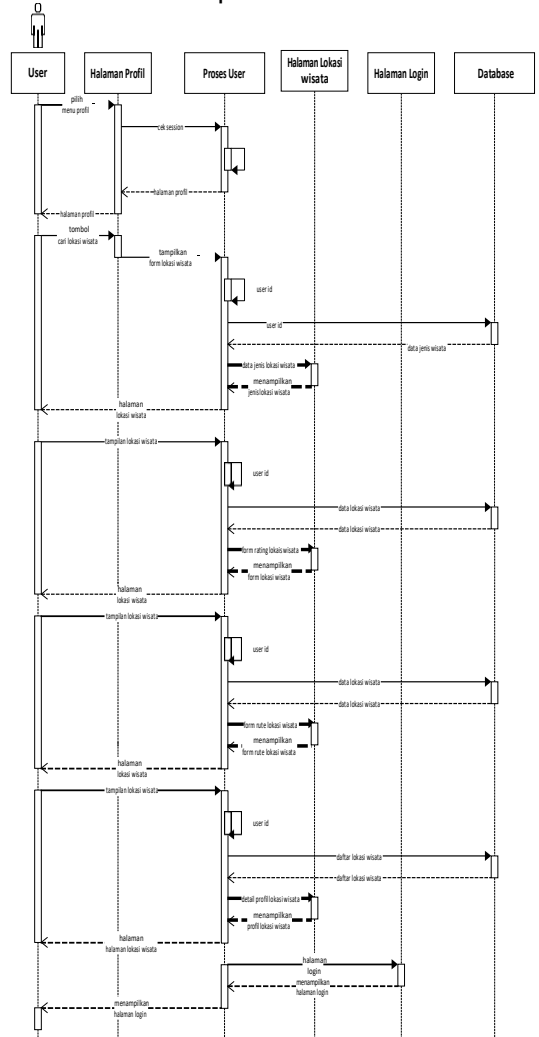 User
Halaman Profil
Proses User
Halaman Lokasi
wisata
Halaman Login
Database
pilih
menu profil
cek session
halaman profil
halaman profil
tombol
cari lokasi wisata
tampilkan
form lokasi wisata
user id
user id
data jenis wisata
data jenis lokasi wisata
menampilkan
jenis lokasi wisata
halaman
lokasi wisata
tampilan lokasi wisata
user id
data lokasi wisata
data lokasi wisata
form rating lokais wisata
menampilkan
form lokasi wisata
halaman
lokasi wisata
tampilan lokasi wisata
user id
data lokasi wisata
data lokasi wisata
form rute lokasi wisata
menampilkan
form rute lokasi wisata
halaman
lokasi wisata
tampilan lokasi wisata
user id
daftar lokasi wisata
daftar lokasi wisata
detail profil lokasi wisata
menampilkan
profil lokasi wisata
halaman
halaman lokasi wisata
halaman
login
menampilkan
halaman login
menampilkan
halaman login